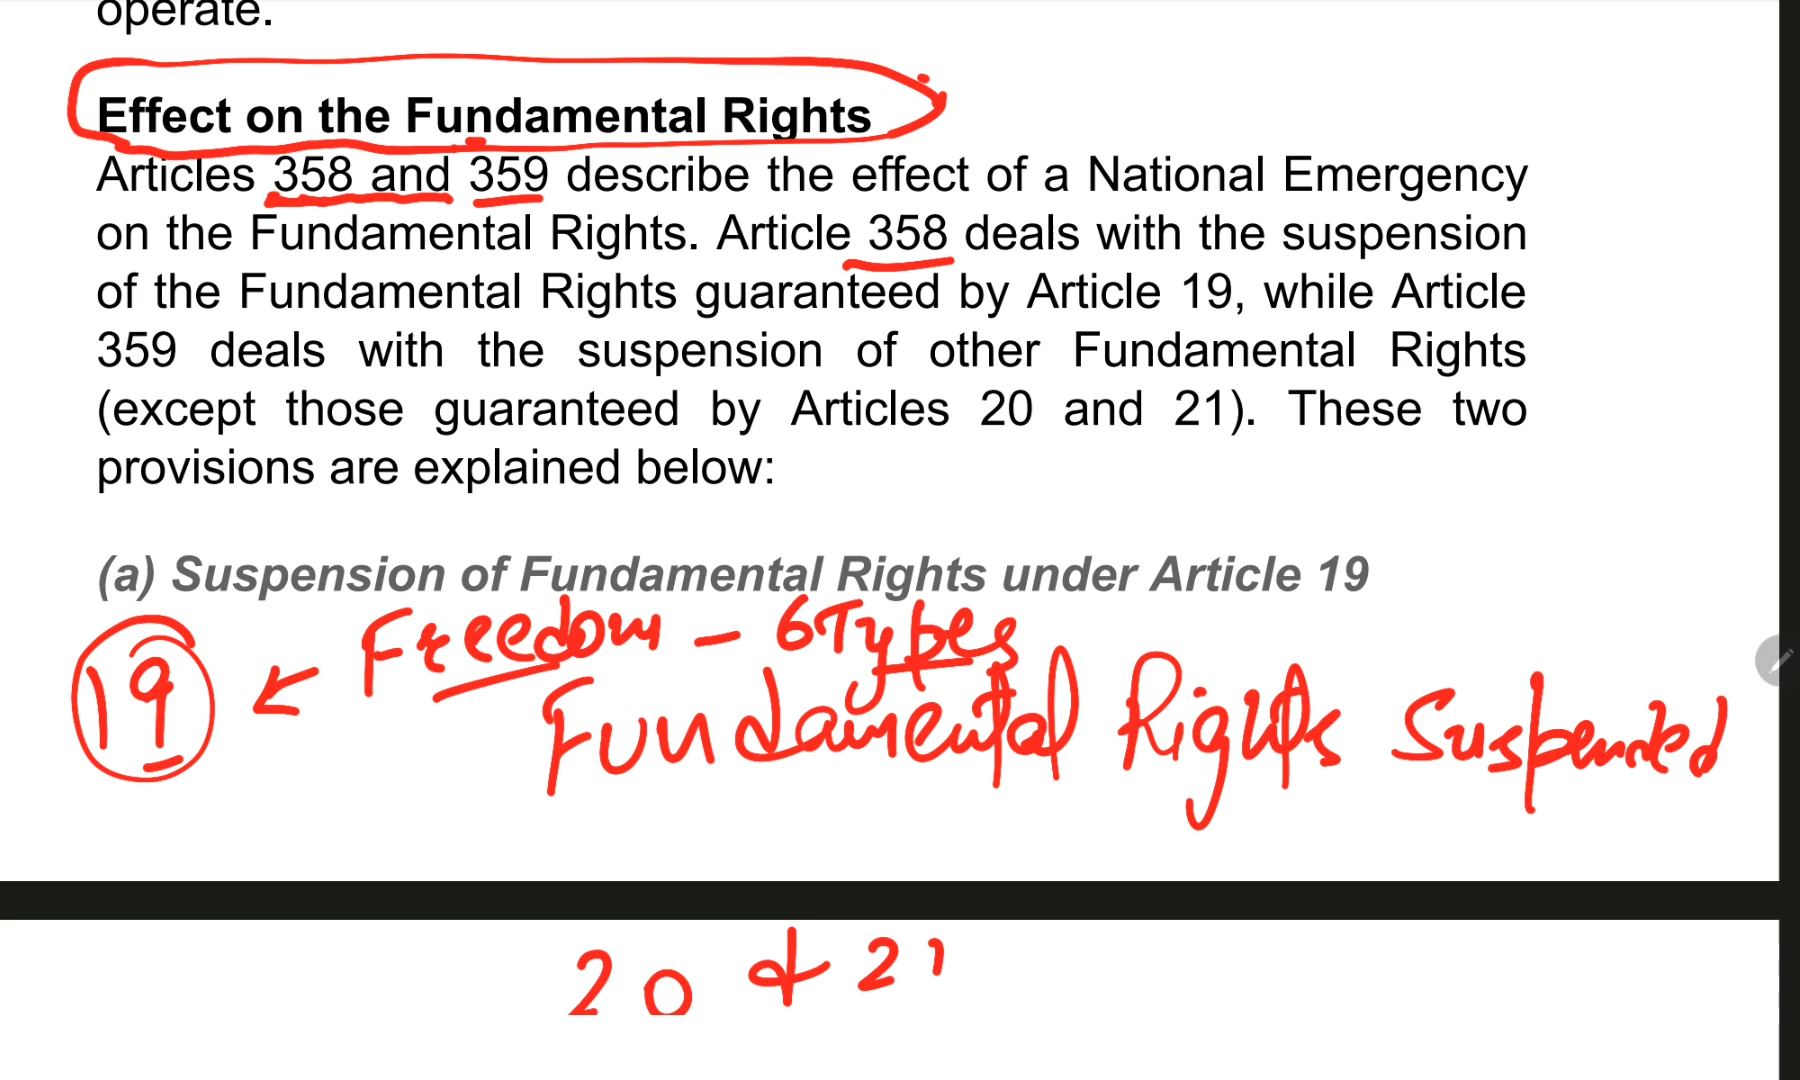 operate.
Effect on the Fundamental Rights
Articles 358 and 359 describe the effect of a National Emergency
on the Fundamental Rights. Article 358 deals with the suspension
of the Fundamental Rights guaranteed by Article 19, while Article
359 deals with the suspension of other Fundamental Rights
(except those guaranteed by Articles 20 and 21). These two
provisions are explained below:
(a) Suspension of Fundamental Rights under Article 19
19 ← Freedom - 6 Types
Fundamental Rights Suspended
20 & 21